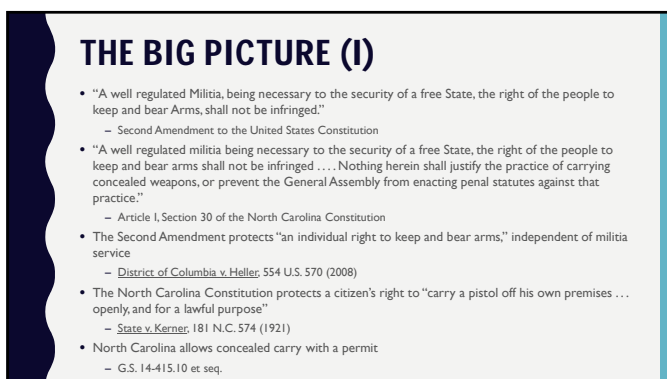 THE BIG PICTURE (I)
• “A well regulated Militia, being necessary to the security of a free State, the right of the people to
keep and bear Arms, shall not be infringed.”
– Second Amendment to the United States Constitution
• “A well regulated militia being necessary to the security of a free State, the right of the people to
keep and bear arms shall not be infringed . . . . Nothing herein shall justify the practice of carrying
concealed weapons, or prevent the General Assembly from enacting penal statutes against that
practice.”
– Article I, Section 30 of the North Carolina Constitution
• The Second Amendment protects “an individual right to keep and bear arms,” independent of militia
service
– District of Columbia v. Heller, 554 U.S. 570 (2008)
• The North Carolina Constitution protects a citizen’s right to “carry a pistol off his own premises . . .
openly, and for a lawful purpose”
– State v. Kerner, 181 N.C. 574 (1921)
• North Carolina allows concealed carry with a permit
– G.S. 14-415.10 et seq.